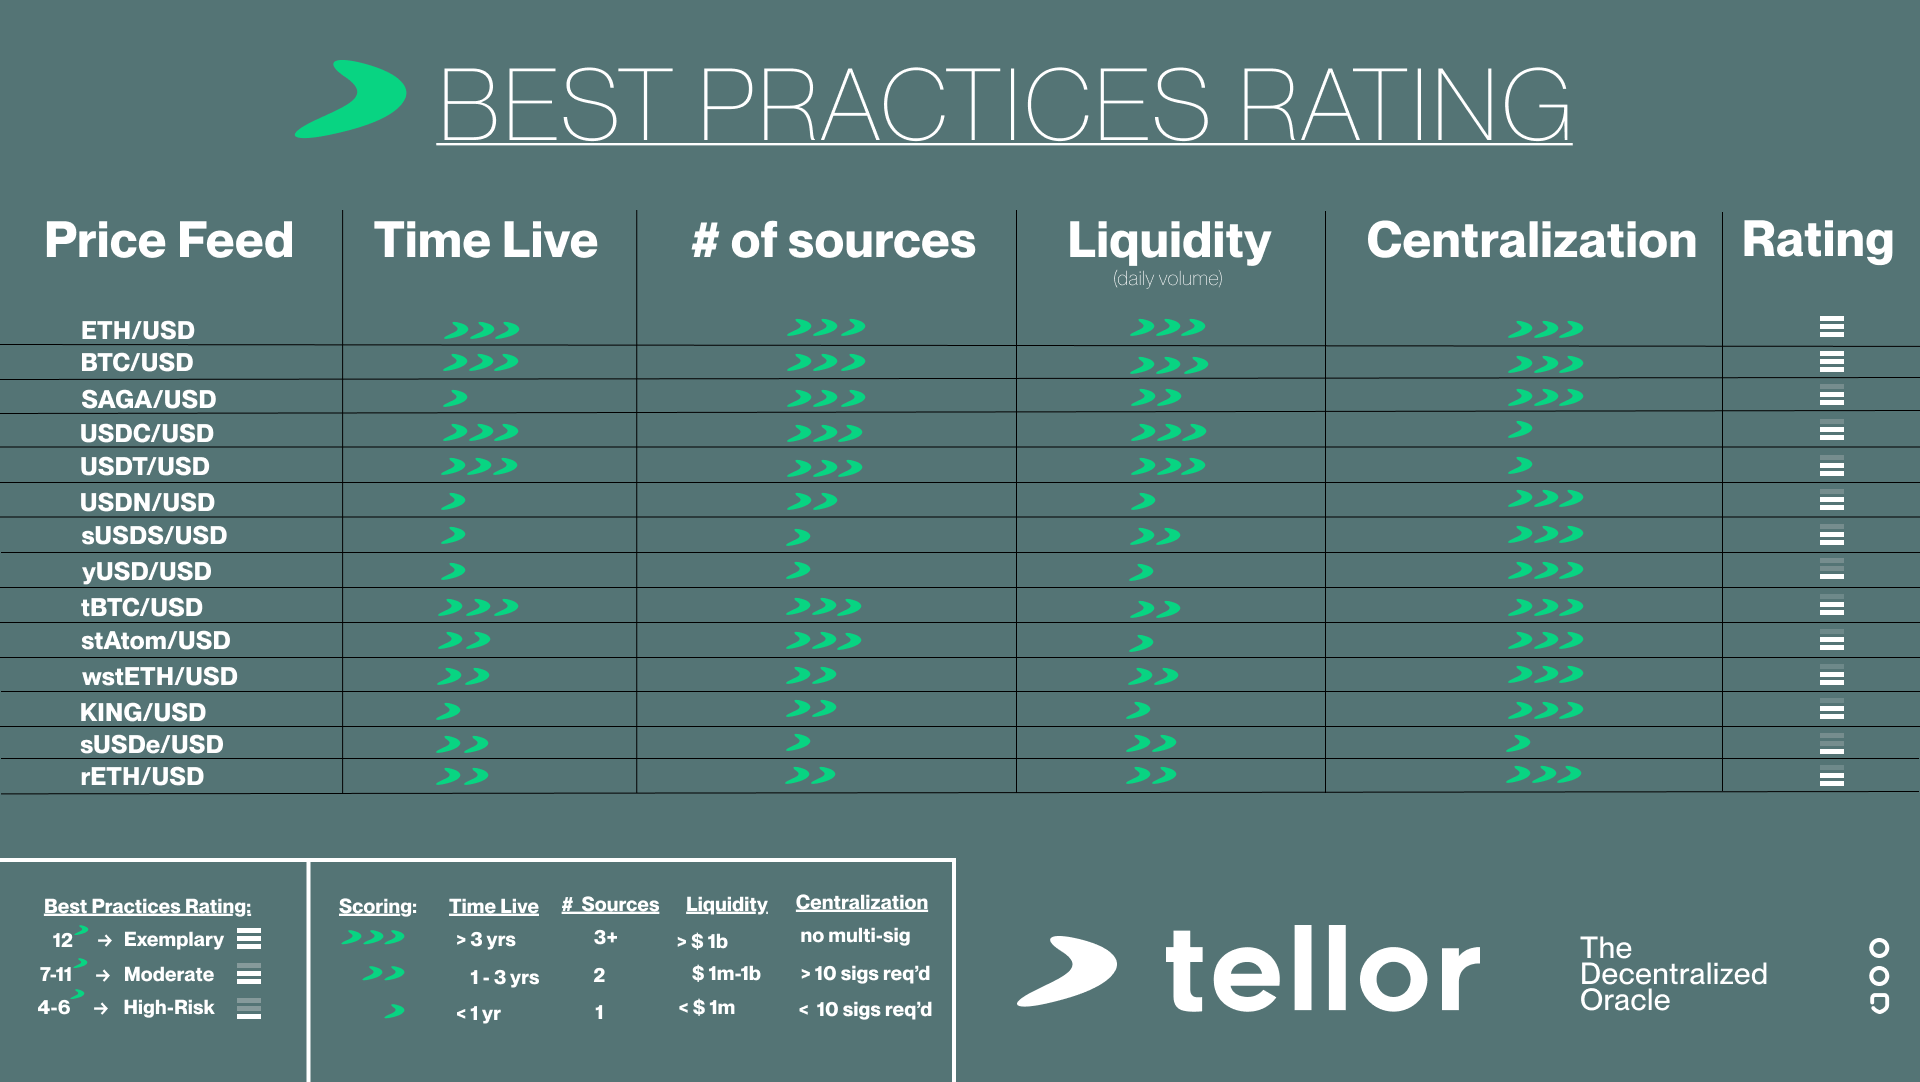 BEST PRACTICES RATING
Price Feed Time Live # of sources Liquidity Centralization Rating
(daily volume)
ETH/USD
BTC/USD
SAGA/USD
USDC/USD
USDT/USD
USDN/USD
sUSDS/USD
yUSD/USD
tBTC/USD
stAtom/USD
wstETH/USD
KING/USD
sUSDe/USD
rETH/USD
Best Practices Rating:
12 → Exemplary
7-11 → Moderate
4-6 → High-Risk
Scoring: Time Live # Sources Liquidity Centralization
> 3 yrs 3+ > $ 1b no multi-sig
1 - 3 yrs 2 $ 1m-1b > 10 sigs req'd
< 1 yr 1 < $ 1m < 10 sigs req'd
tellor
The
Decentralized
Oracle